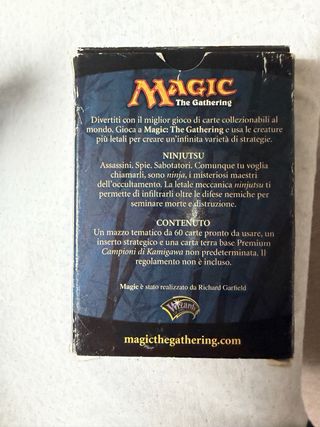 MAGIC
The Gathering
Divertiti con il miglior gioco di carte collezionabili al
mondo. Gioca a Magic: The Gathering e usa le creature
più letali per creare un'infinita varietà di strategie.
NINJUTSU
Assassini. Spie. Sabotatori. Comunque tu voglia
chiamarli, sono ninja, i misteriosi maestri
dell'occultamento. La letale meccanica ninjutsu ti
permette di infiltrarli oltre le difese nemiche per
seminare morte e distruzione.
CONTENUTO
Un mazzo tematico da 60 carte pronto da usare, un
inserto strategico e una carta terra base Premium
Campioni di Kamigawa non predeterminata. Il
regolamento non è incluso.
Magic è stato realizzato da Richard Garfield
Wizards
magicthegathering.com